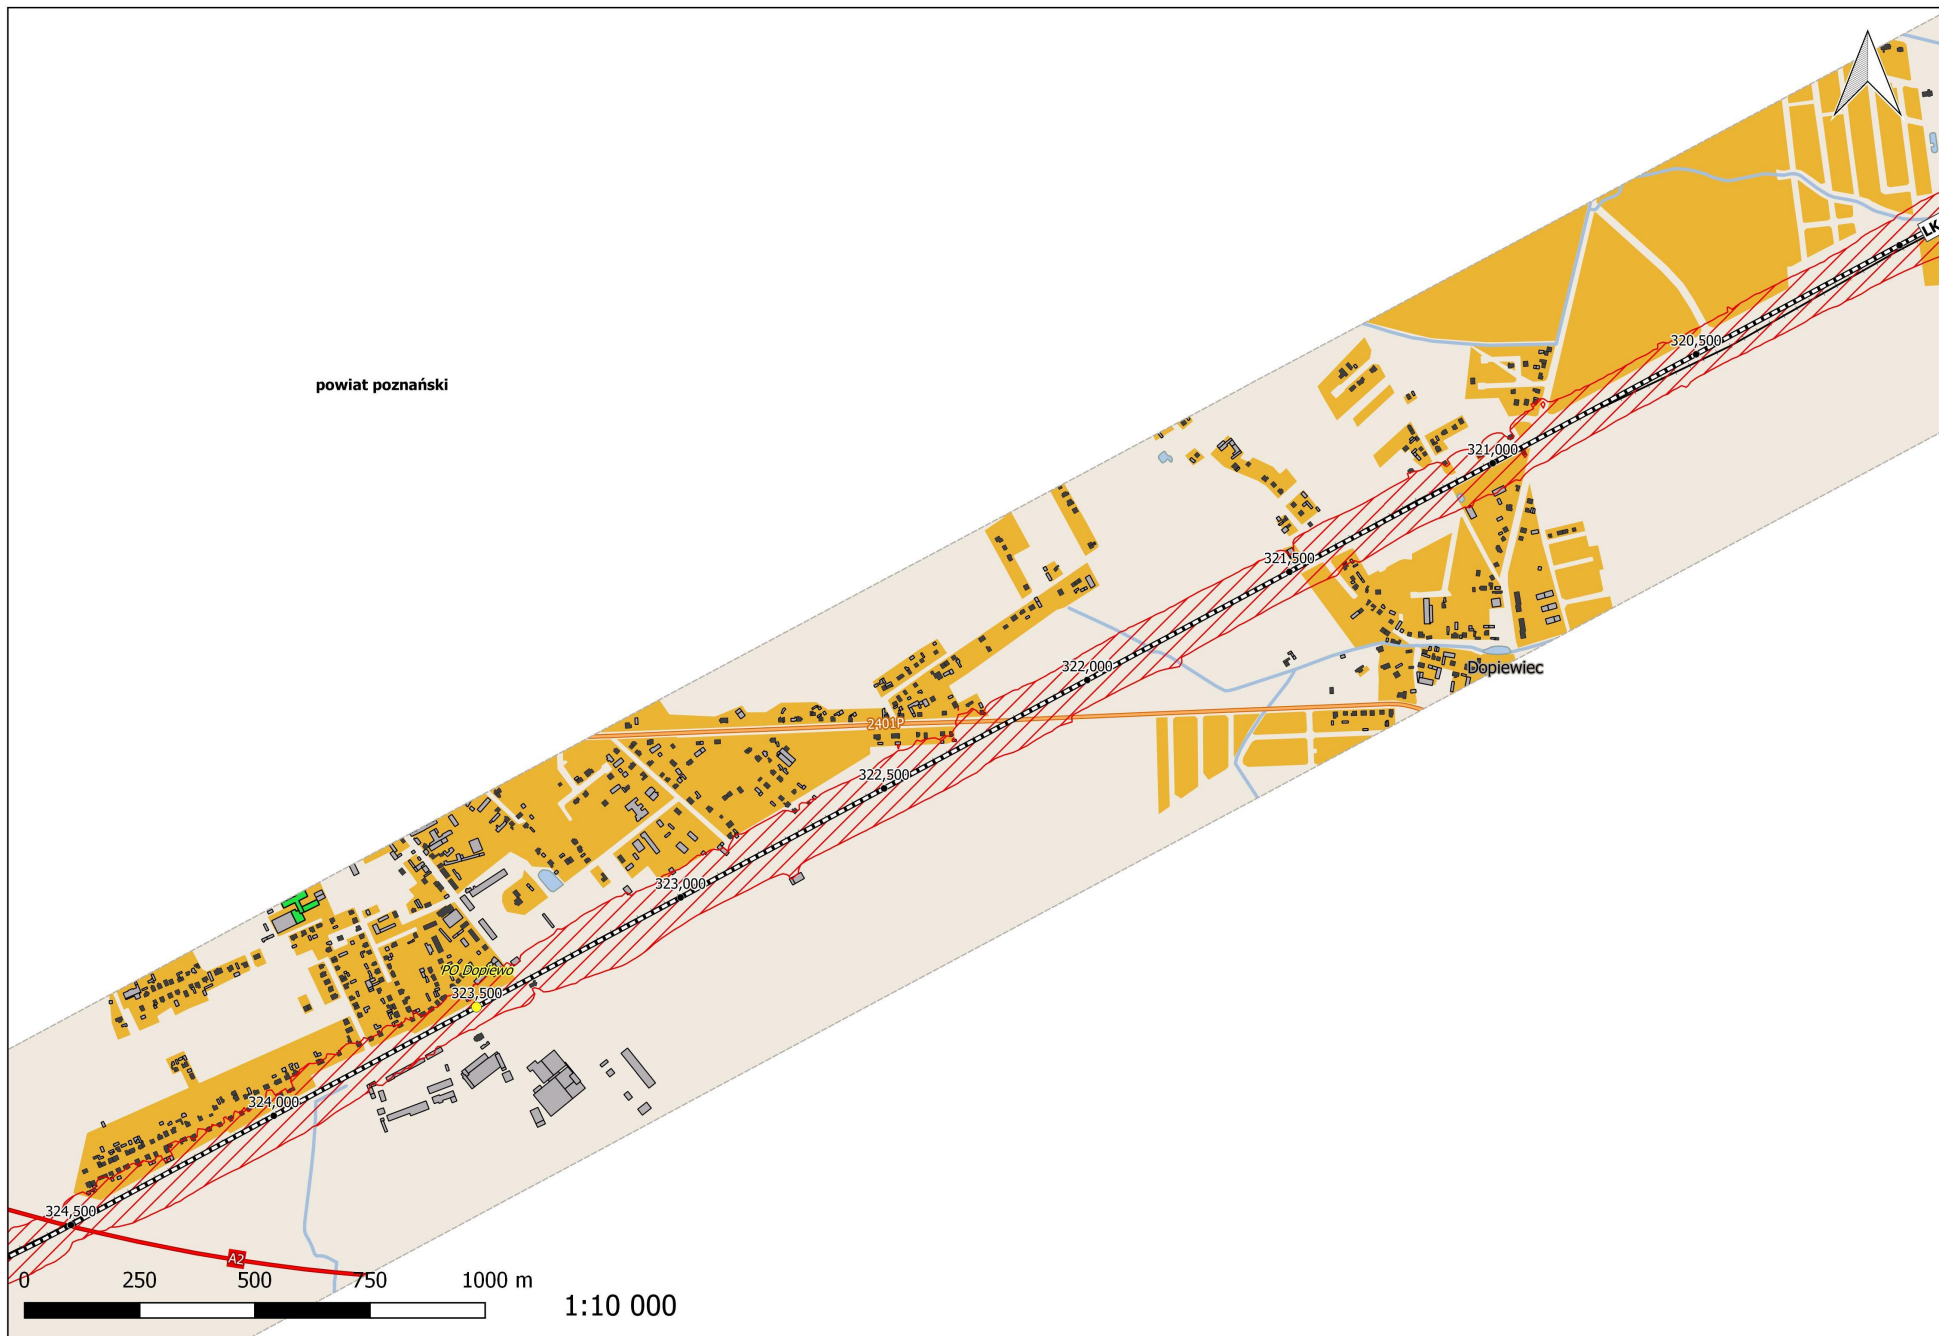 LK
320,500
powiat poznański
321,000
321,500
322,000
Dopiewiec
2401P
322,500
323,000
PO Dopiewo
323,500
324,000
324,500
A2
0 250 500 750 1000 m
1:10 000